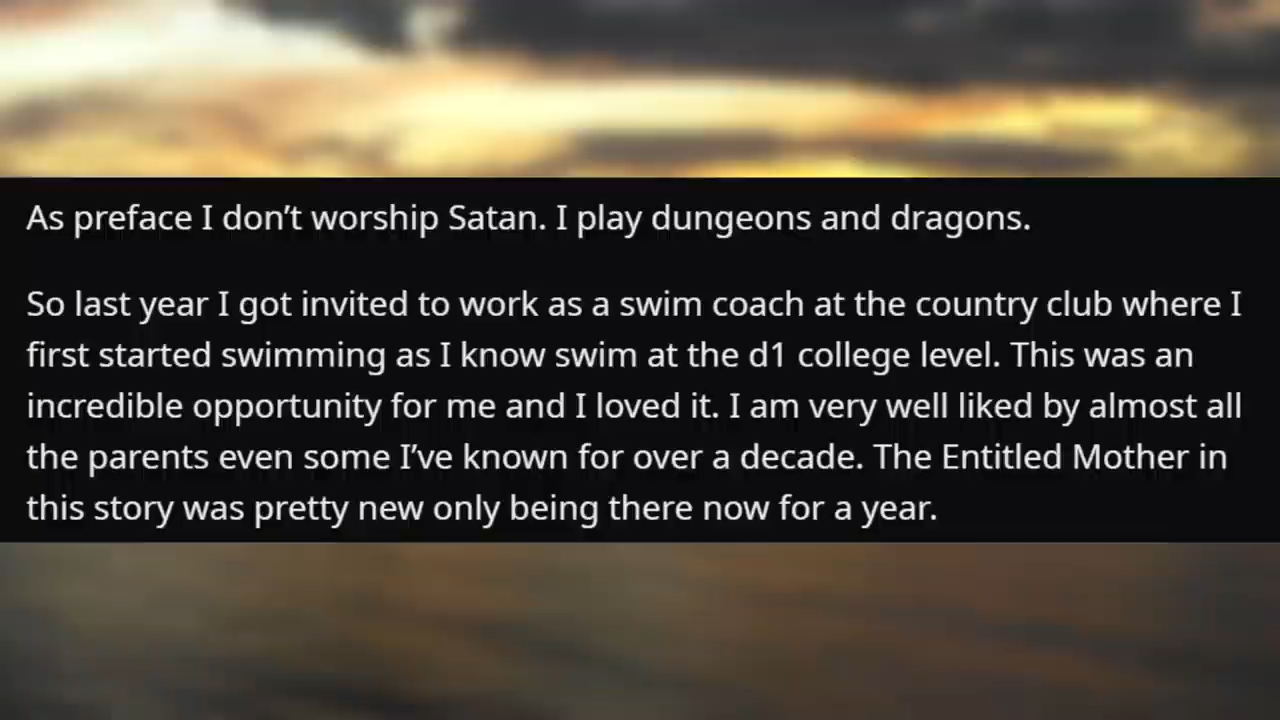 As preface I don’t worship Satan. I play dungeons and dragons.
So last year I got invited to work as a swim coach at the country club where I
first started swimming as I know swim at the d1 college level. This was an
incredible opportunity for me and I loved it. I am very well liked by almost all
the parents even some I’ve known for over a decade. The Entitled Mother in
this story was pretty new only being there now for a year.